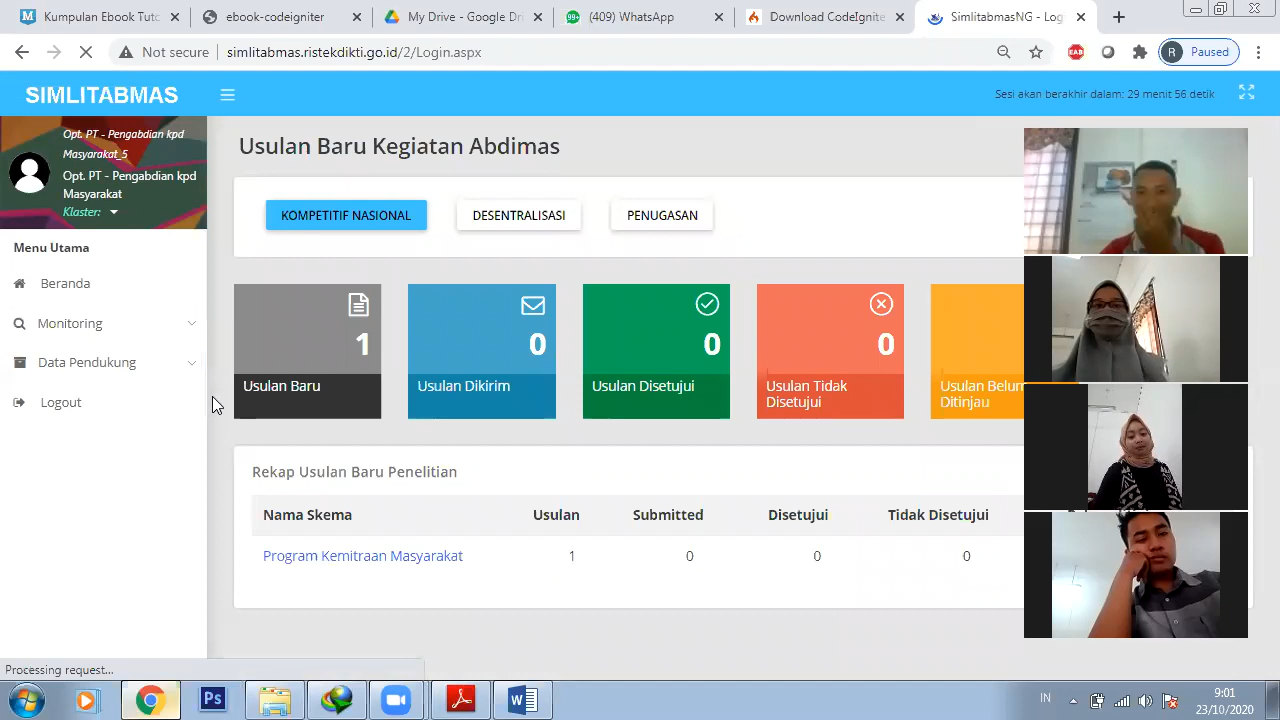 Kumpulan Ebook Tuto
ebook-codeigniter
My Drive - Google Dri
(409) WhatsApp
Download CodeIgnite
SimlitabmasNG - Log
Not secure
simlitabmas.ristekdikti.go.id/2/Login.aspx
EAB
R
Paused
SIMLITABMAS
Sesi akan berakhir dalam: 29 menit 56 detik
Opt. PT - Pengabdian kpd
Masyarakat_5
Opt. PT - Pengabdian kpd
Masyarakat
Klaster:
Menu Utama
Beranda
Monitoring
Data Pendukung
Logout
Usulan Baru Kegiatan Abdimas
KOMPETITIF NASIONAL
DESENTRALISASI
PENUGASAN
1
Usulan Baru
0
Usulan Dikirim
0
Usulan Disetujui
0
Usulan Tidak
Disetujui
Usulan Belum
Ditinjau
Rekap Usulan Baru Penelitian
Nama Skema Usulan Submitted Disetujui Tidak Disetujui
Program Kemitraan Masyarakat 1 0 0 0
Processing request...
Ps
W
IN
9:01
23/10/2020